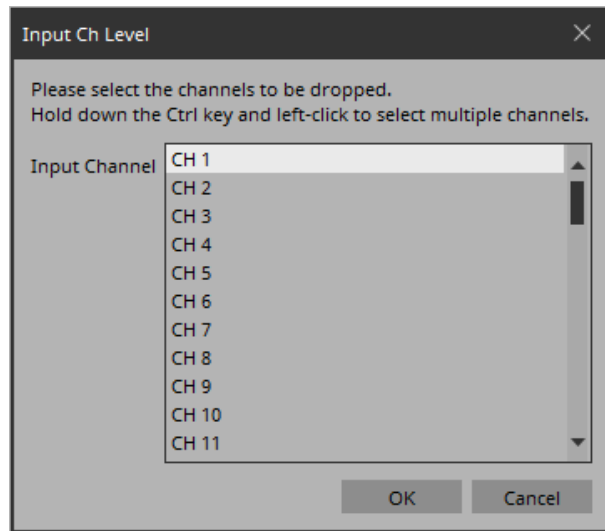 Input Ch Level
Please select the channels to be dropped.
Hold down the Ctrl key and left-click to select multiple channels.
Input Channel
CH 1
CH 2
CH 3
CH 4
CH 5
CH 6
CH 7
CH 8
CH 9
CH 10
CH 11
OK Cancel